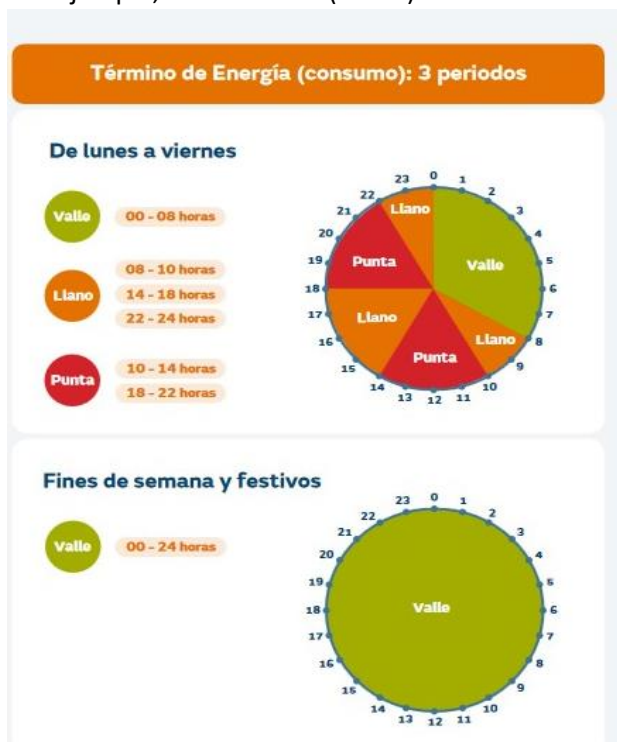 Término de Energía (consumo): 3 periodos
De lunes a viernes
Valle
00 - 08 horas
Llano
08 - 10 horas
14 - 18 horas
22 - 24 horas
Punta
10 - 14 horas
18 - 22 horas
0
1
2
3
4
5
6
7
8
9
10
11
12
13
14
15
16
17
18
19
20
21
22
23
Llano
Valle
Punta
Llano
Llano
Punta
Fines de semana y festivos
Valle
00 - 24 horas
0
1
2
3
4
5
6
7
8
9
10
11
12
13
14
15
16
17
18
19
20
21
22
23
Valle